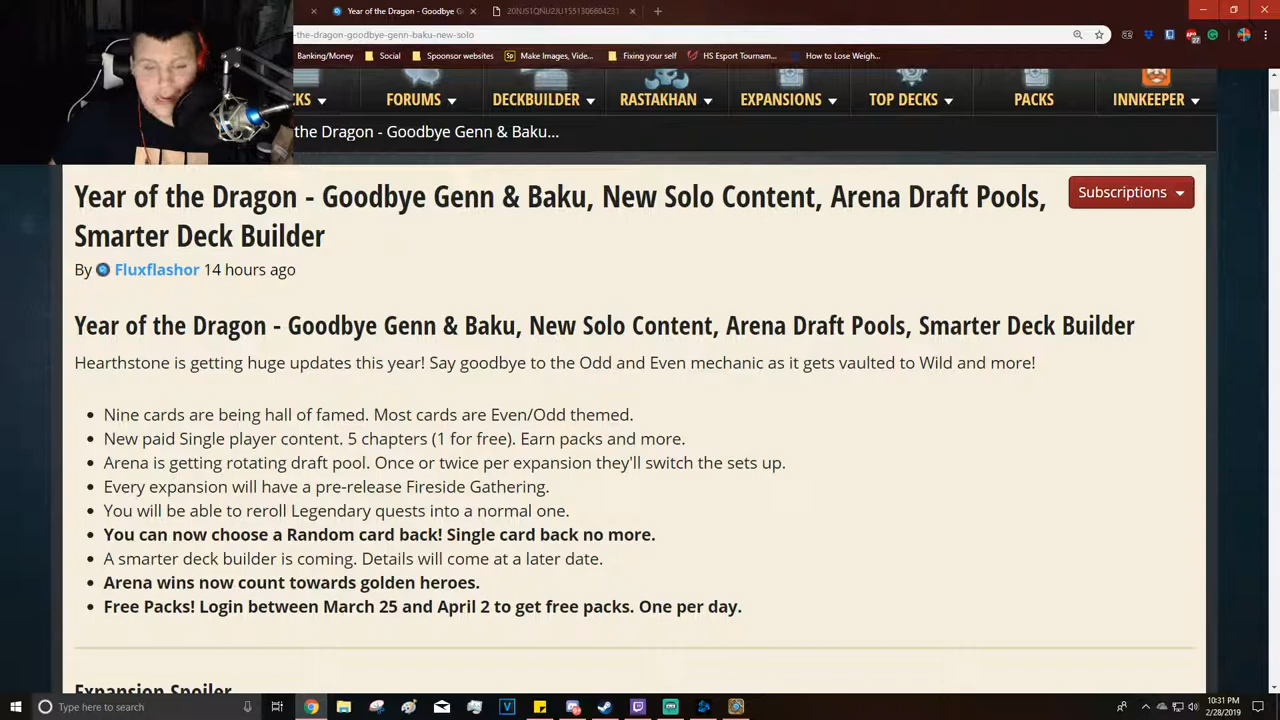 Year of the Dragon - Goodbye G
20NJS1QNU2JU1551306604231
-the-dragon-goodbye-genn-baku-new-solo
Banking/Money
Social
Spoonser websites
Make Images, Vide...
Fixing your self
HS Esport Tournam...
How to Lose Weigh...
CKS
FORUMS
DECKBUILDER
RASTAKHAN
EXPANSIONS
TOP DECKS
PACKS
INNKEEPER
the Dragon - Goodbye Genn & Baku...
Year of the Dragon - Goodbye Genn & Baku, New Solo Content, Arena Draft Pools,
Smarter Deck Builder
Subscriptions
By Fluxflashor 14 hours ago
Year of the Dragon - Goodbye Genn & Baku, New Solo Content, Arena Draft Pools, Smarter Deck Builder
Hearthstone is getting huge updates this year! Say goodbye to the Odd and Even mechanic as it gets vaulted to Wild and more!
Nine cards are being hall of famed. Most cards are Even/Odd themed.
New paid Single player content. 5 chapters (1 for free). Earn packs and more.
Arena is getting rotating draft pool. Once or twice per expansion they'll switch the sets up.
Every expansion will have a pre-release Fireside Gathering.
You will be able to reroll Legendary quests into a normal one.
You can now choose a Random card back! Single card back no more.
A smarter deck builder is coming. Details will come at a later date.
Arena wins now count towards golden heroes.
Free Packs! Login between March 25 and April 2 to get free packs. One per day.
Expansion Spoiler
Type here to search
10:31 PM
2/28/2019